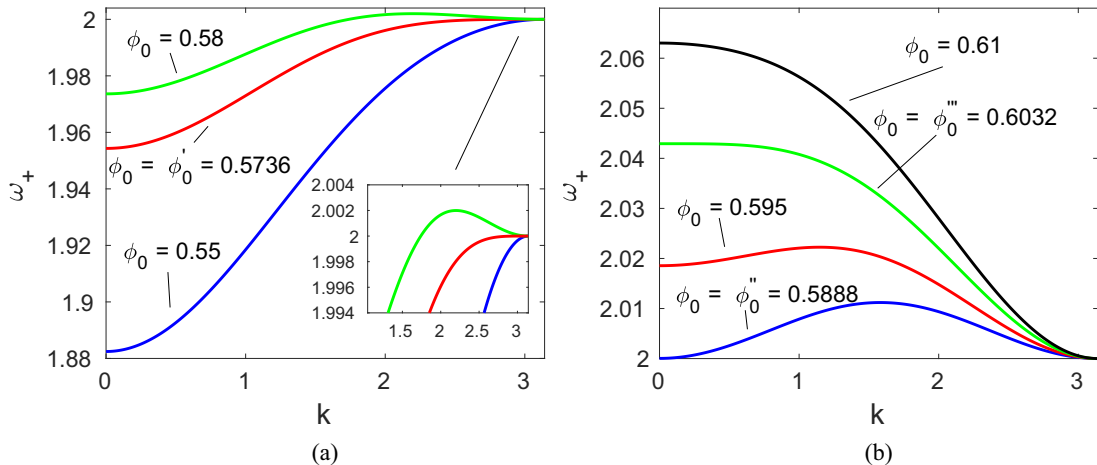 2
1.98
1.96
1.94
1.92
1.9
1.88
ω+
ϕ0 = 0.58
ϕ0 = ϕ0' = 0.5736
ϕ0 = 0.55
2.004
2.002
2
1.998
1.996
1.994
1.5 2 2.5 3
0 1 2 3
k
(a)
2.06
2.05
2.04
2.03
2.02
2.01
2
ω+
ϕ0 = 0.61
ϕ0 = ϕ0''' = 0.6032
ϕ0 = 0.595
ϕ0 = ϕ0'' = 0.5888
0 1 2 3
k
(b)